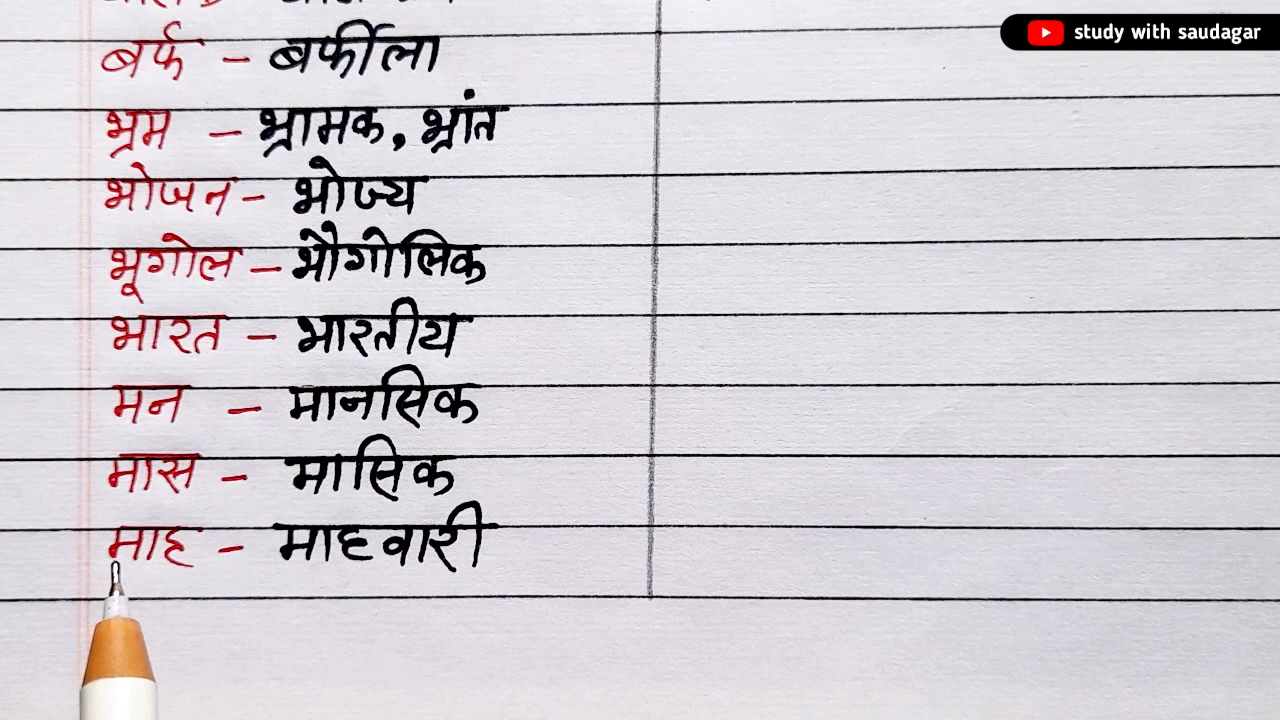 study with saudagar
बर्फ - बर्फीला
भ्रम - भ्रामक, भ्रांत
भोजन - भोज्य
भूगोल - भौगोलिक
भारत - भारतीय
मन - मानसिक
मास - मासिक
माह - माहवारी